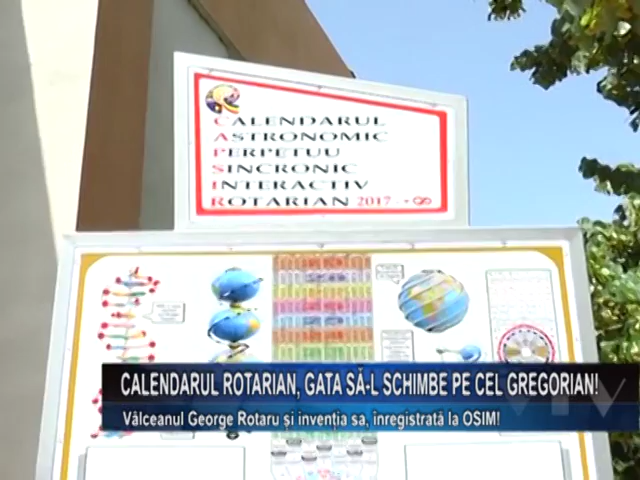 CALENDARUL
ASTRONOMIC
PERPETUU
SINCRONIC
INTERACTIV
ROTARIAN 2017 - +∞
CALENDARUL ROTARIAN, GATA SĂ-L SCHIMBE PE CEL GREGORIAN!
Vâlceanul George Rotaru și invenția sa, înregistrată la OSIM!